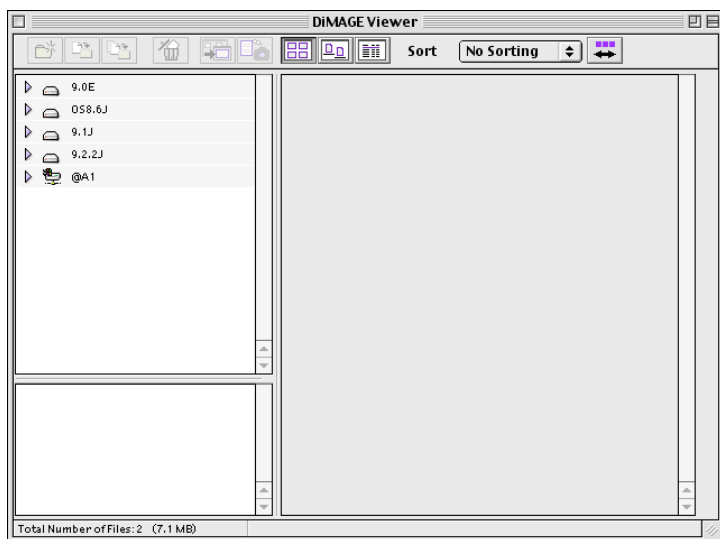 DiMAGE Viewer
Sort No Sorting
9.0E
OS8.6J
9.1J
9.2.2J
@A1
Total Number of Files: 2 (7.1 MB)